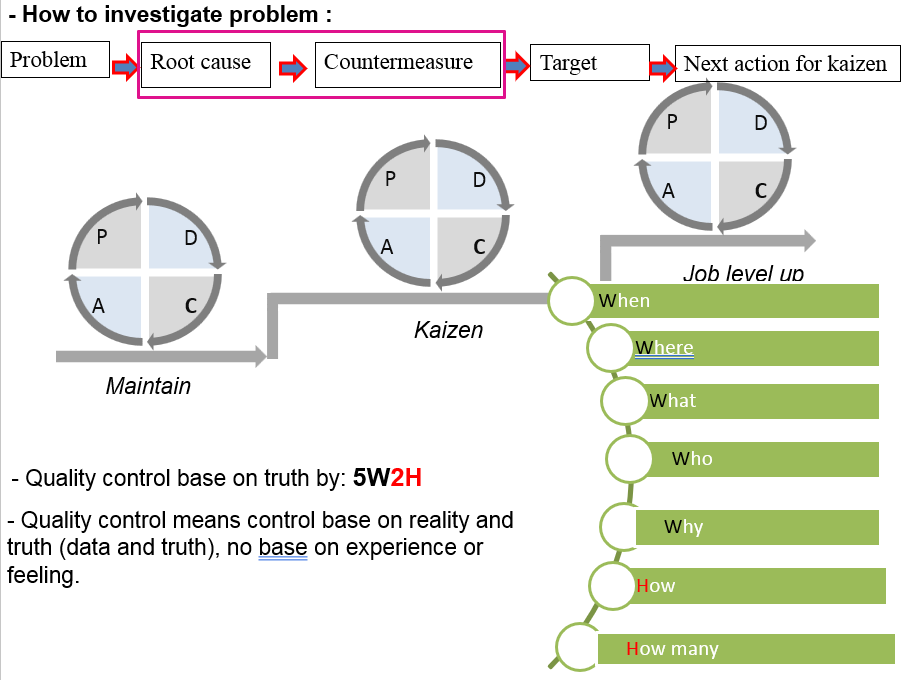 - How to investigate problem :
Problem
Root cause
Countermeasure
Target
Next action for kaizen
P
D
A
C
Maintain
P
D
A
C
Kaizen
P
D
A
C
Job level up
When
Where
What
Who
Why
How
How many
- Quality control base on truth by: 5W2H
- Quality control means control base on reality and
truth (data and truth), no base on experience or
feeling.